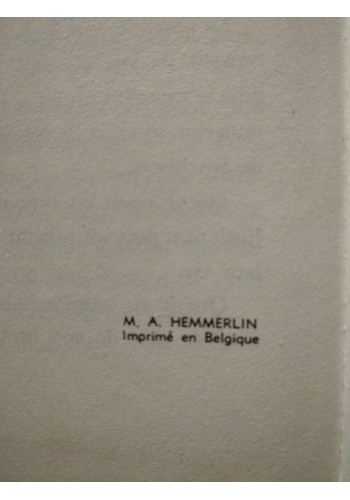 M. A. HEMMERLIN
Imprimé en Belgique